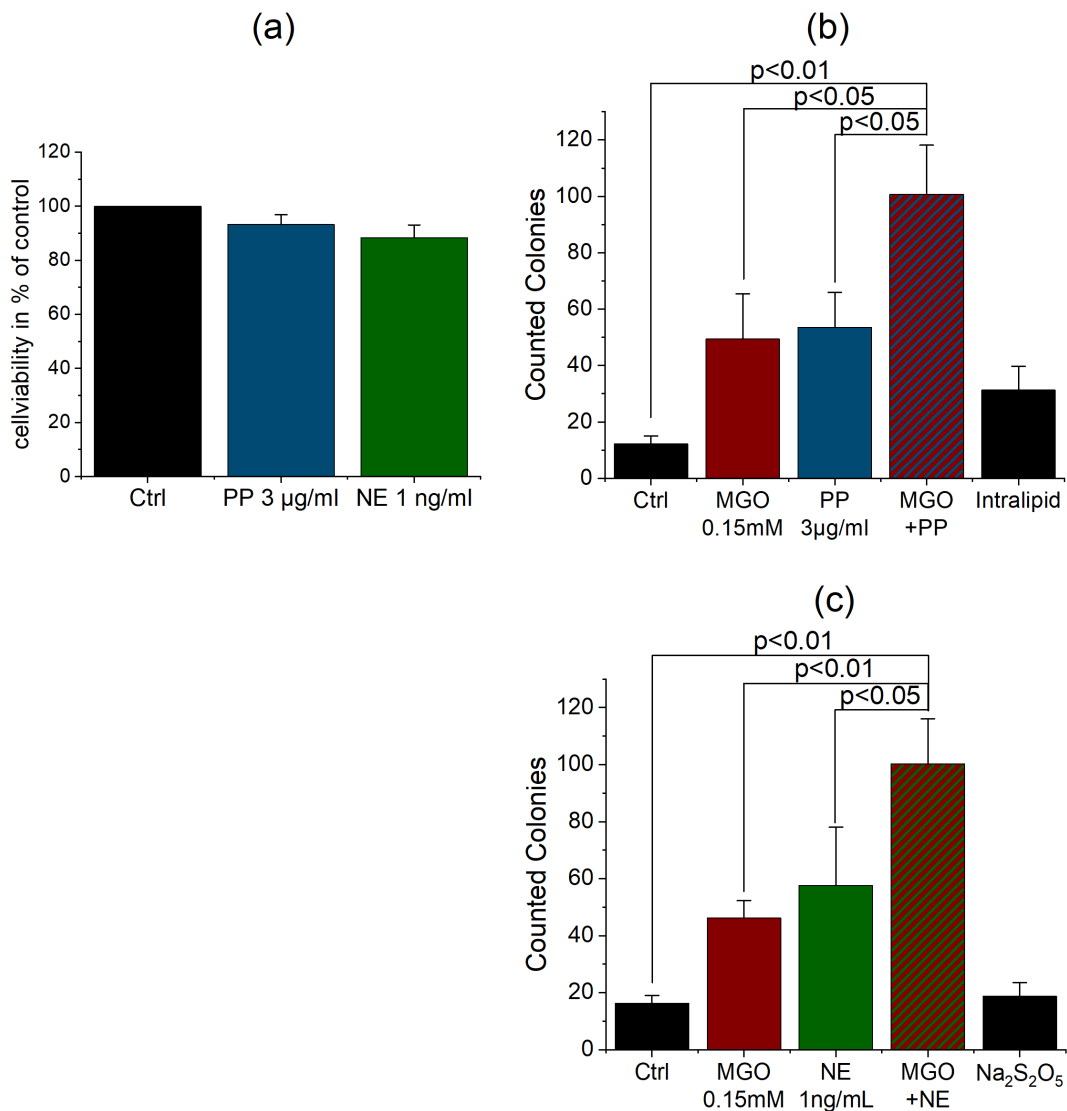 (a)
cellviability in % of control
120
100
80
60
40
20
0
Ctrl PP 3 µg/ml NE 1 ng/ml
(b)
p<0.01
p<0.05
p<0.05
Counted Colonies
120
100
80
60
40
20
0
Ctrl MGO PP MGO Intralipid
0.15mM 3µg/ml +PP
(c)
p<0.01
p<0.01
p<0.05
Counted Colonies
120
100
80
60
40
20
0
Ctrl MGO NE MGO Na₂S₂O₅
0.15mM 1ng/mL +NE